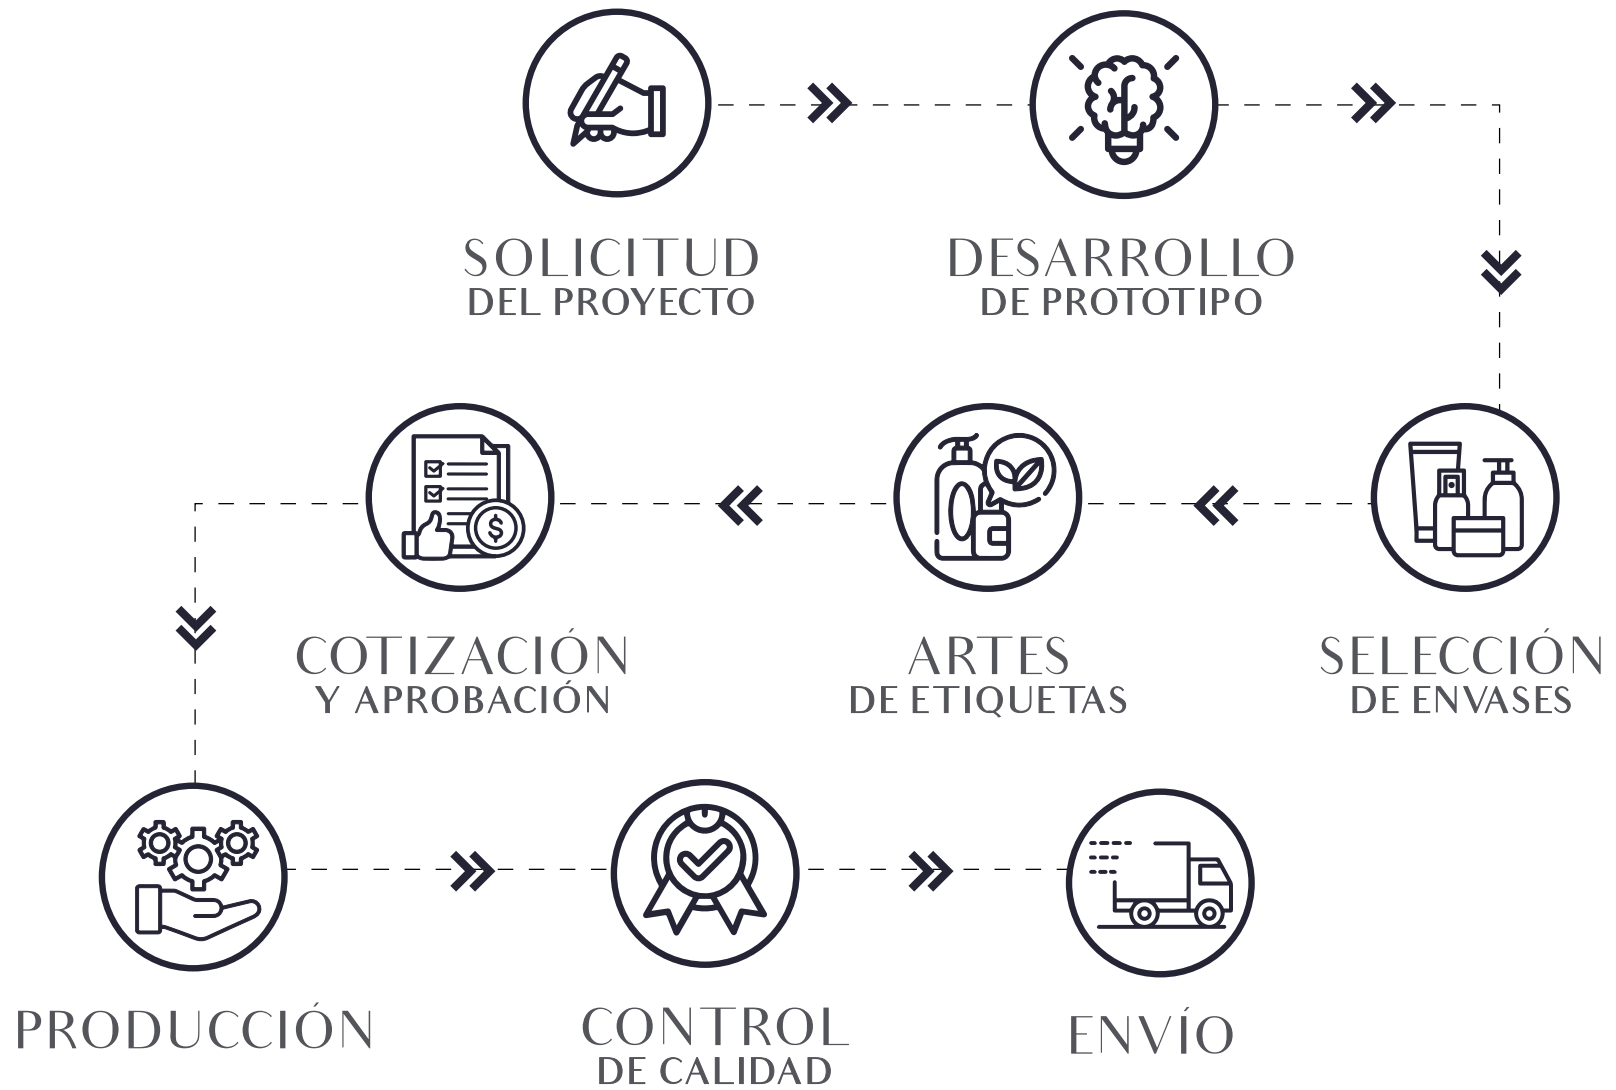 SOLICITUD
DEL PROYECTO
DESARROLLO
DE PROTOTIPO
SELECCIÓN
DE ENVASES
ARTES
DE ETIQUETAS
COTIZACIÓN
Y APROBACIÓN
PRODUCCIÓN
CONTROL
DE CALIDAD
ENVÍO